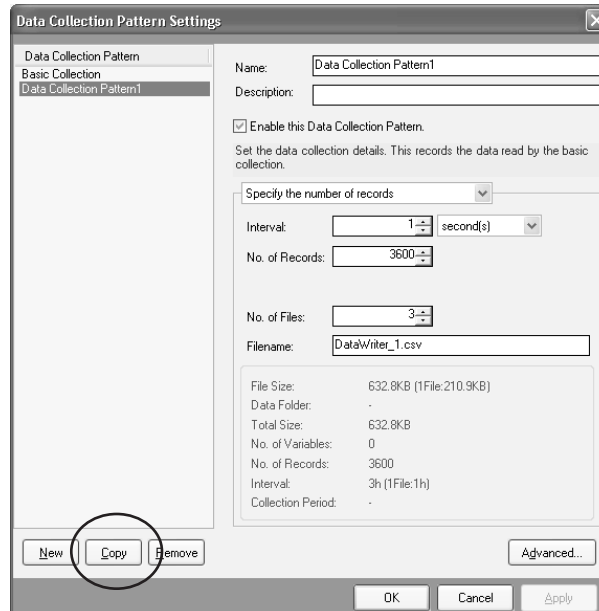 Data Collection Pattern Settings
Data Collection Pattern
Basic Collection
Data Collection Pattern1
Name: Data Collection Pattern1
Description:
Enable this Data Collection Pattern.
Set the data collection details. This records the data read by the basic
collection.
Specify the number of records
Interval: 1 second(s)
No. of Records: 3600
No. of Files: 3
Filename: DataWriter_1.csv
File Size: 632.8KB (1File:210.9KB)
Data Folder: -
Total Size: 632.8KB
No. of Variables: 0
No. of Records: 3600
Interval: 3h (1File:1h)
Collection Period: -
New Copy Remove Advanced...
OK Cancel Apply